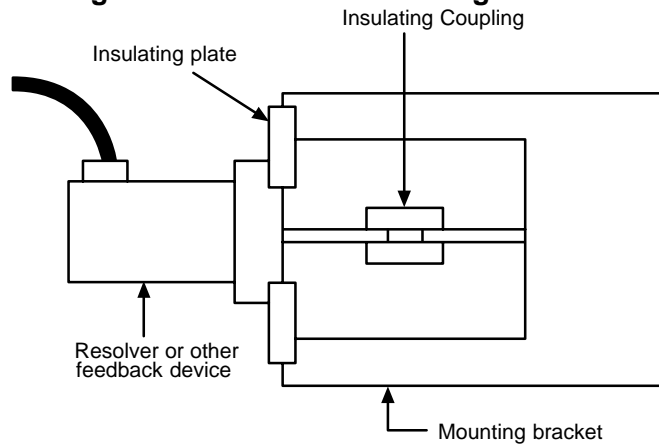 Insulating Coupling
Insulating plate
Resolver or other
feedback device
Mounting bracket